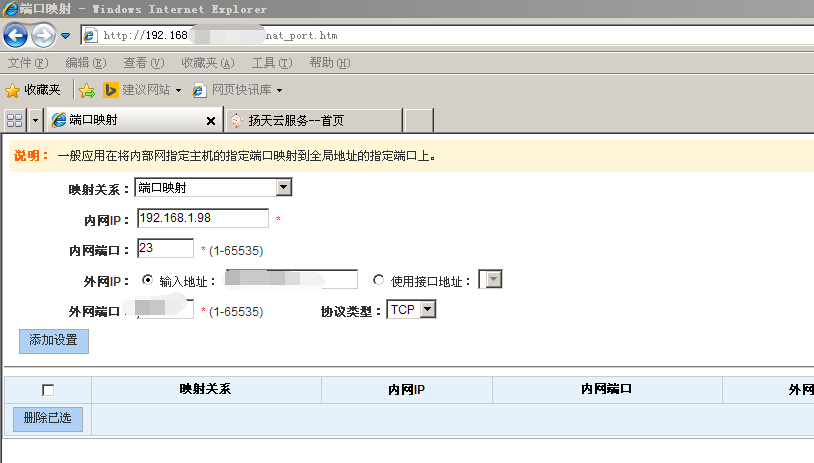 端口映射 - Windows Internet Explorer
http://192.168 nat_port.htm
文件(F) 编辑(E) 查看(V) 收藏夹(A) 工具(T) 帮助(H)
收藏夹 建议网站 网页快讯库
端口映射 扬天云服务--首页
说明： 一般应用在将内部网指定主机的指定端口映射到全局地址的指定端口上。
映射关系： 端口映射
内网IP： 192.168.1.98 *
内网端口： 23 * (1-65535)
外网IP： 输入地址： 使用接口地址：
外网端口 * (1-65535) 协议类型： TCP
添加设置
映射关系 内网IP 内网端口 外网
删除已选